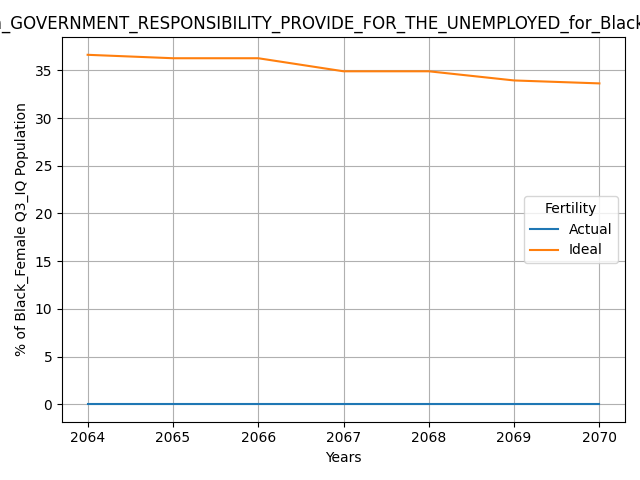 _GOVERNMENT_RESPONSIBILITY_PROVIDE_FOR_THE_UNEMPLOYED_for_Black
% of Black_Female Q3_IQ Population
35
30
25
20
15
10
5
0
Fertility
Actual
Ideal
2064 2065 2066 2067 2068 2069 2070
Years